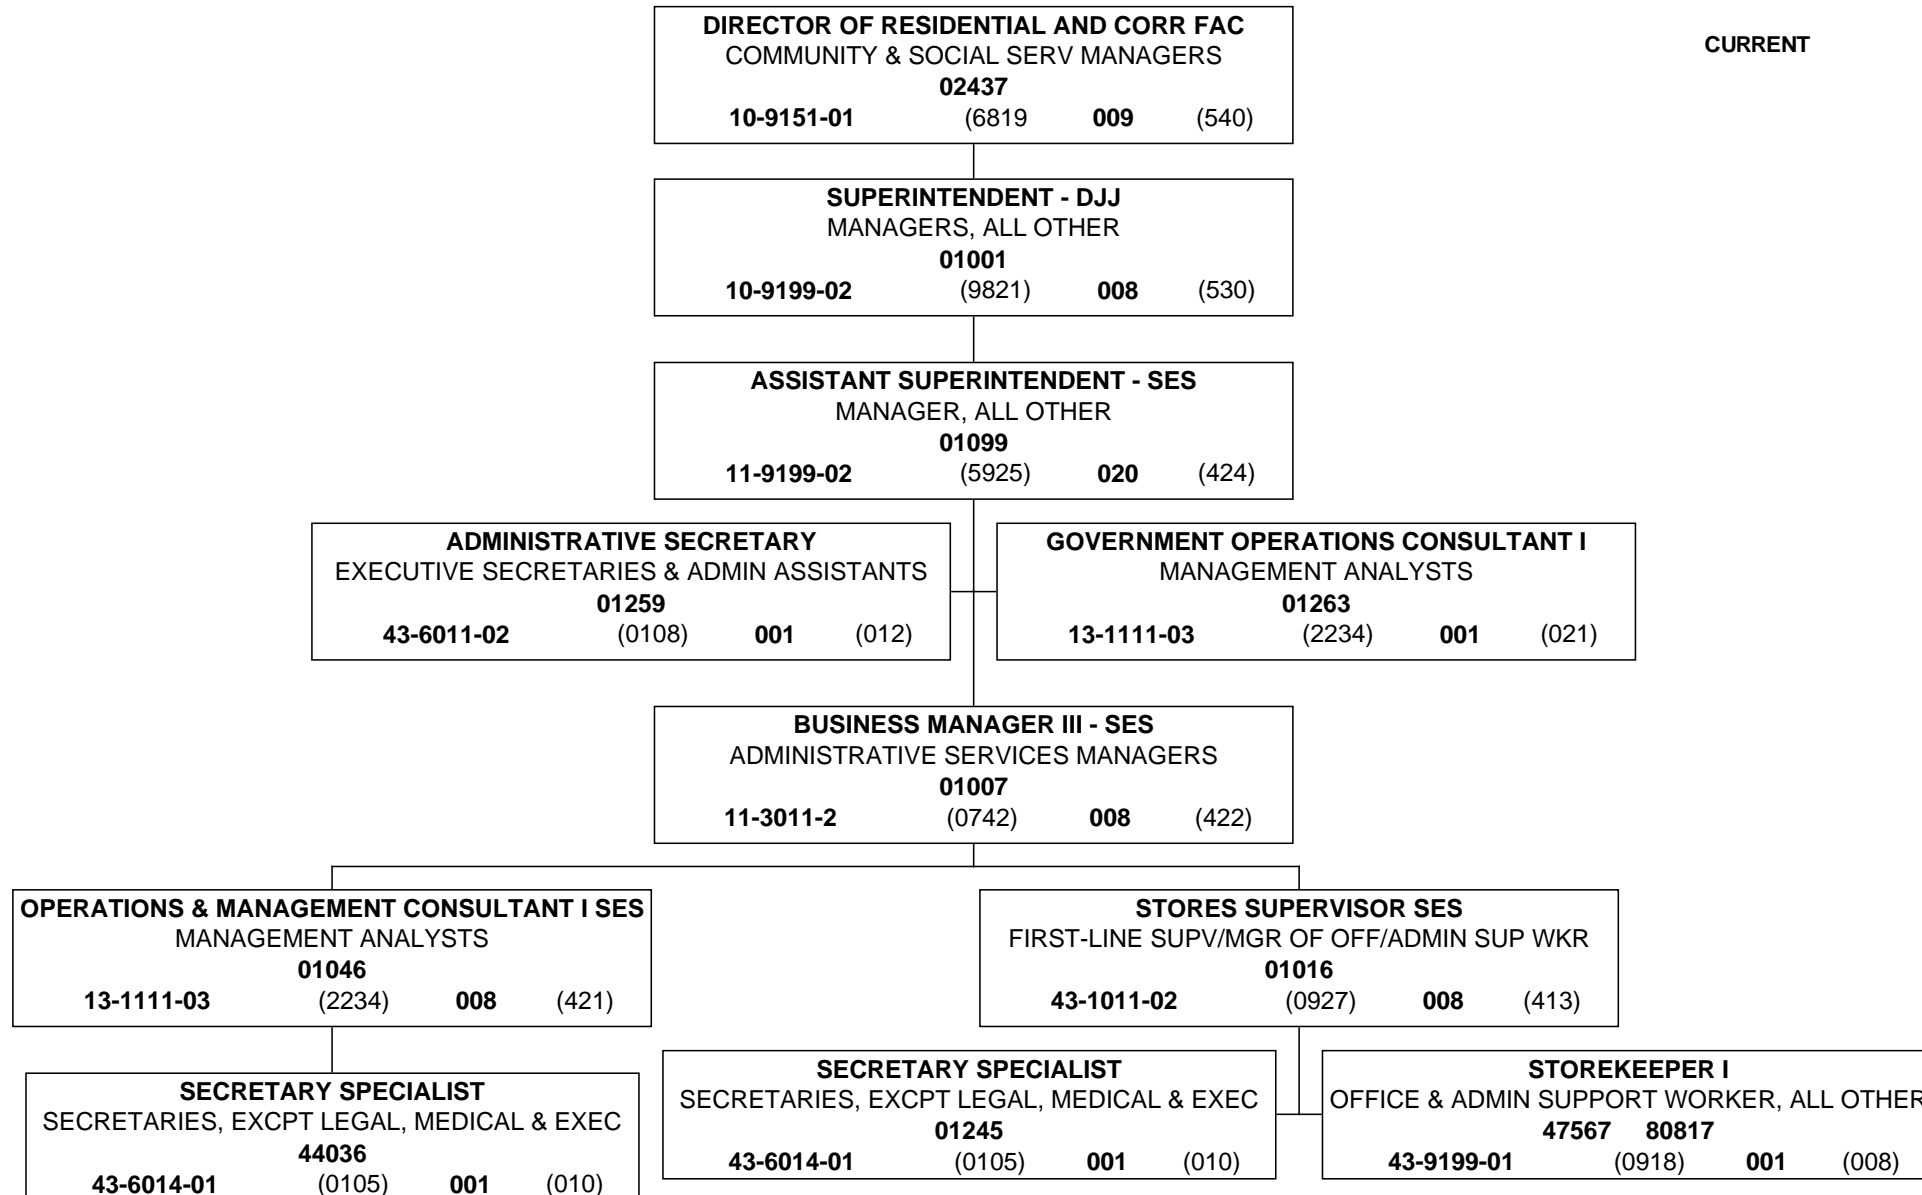 DIRECTOR OF RESIDENTIAL AND CORR FAC
COMMUNITY & SOCIAL SERV MANAGERS
02437
10-9151-01 (6819 009 (540)
CURRENT
SUPERINTENDENT - DJJ
MANAGERS, ALL OTHER
01001
10-9199-02 (9821) 008 (530)
ASSISTANT SUPERINTENDENT - SES
MANAGER, ALL OTHER
01099
11-9199-02 (5925) 020 (424)
ADMINISTRATIVE SECRETARY
EXECUTIVE SECRETARIES & ADMIN ASSISTANTS
01259
43-6011-02 (0108) 001 (012)
GOVERNMENT OPERATIONS CONSULTANT I
MANAGEMENT ANALYSTS
01263
13-1111-03 (2234) 001 (021)
BUSINESS MANAGER III - SES
ADMINISTRATIVE SERVICES MANAGERS
01007
11-3011-2 (0742) 008 (422)
OPERATIONS & MANAGEMENT CONSULTANT I SES
MANAGEMENT ANALYSTS
01046
13-1111-03 (2234) 008 (421)
STORES SUPERVISOR SES
FIRST-LINE SUPV/MGR OF OFF/ADMIN SUP WKR
01016
43-1011-02 (0927) 008 (413)
SECRETARY SPECIALIST
SECRETARIES, EXCPT LEGAL, MEDICAL & EXEC
44036
43-6014-01 (0105) 001 (010)
SECRETARY SPECIALIST
SECRETARIES, EXCPT LEGAL, MEDICAL & EXEC
01245
43-6014-01 (0105) 001 (010)
STOREKEEPER I
OFFICE & ADMIN SUPPORT WORKER, ALL OTHER
47567 80817
43-9199-01 (0918) 001 (008)